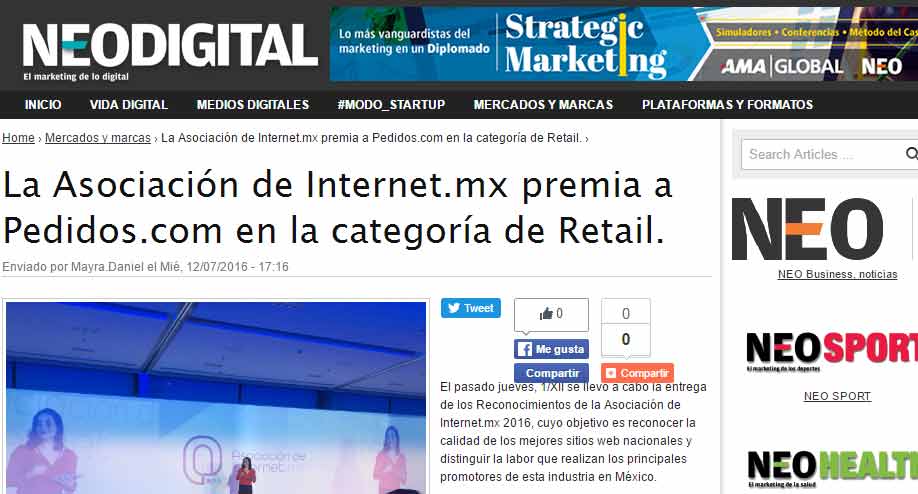 NEODIGITAL
El marketing de lo digital
Lo más vanguardistas del
marketing en un Diplomado
Strategic
Marketing
Simuladores • Conferencias • Método del Cas
AMA GLOBAL NEO
INICIO VIDA DIGITAL MEDIOS DIGITALES #MODO_STARTUP MERCADOS Y MARCAS PLATAFORMAS Y FORMATOS
Home › Mercados y marcas › La Asociación de Internet.mx premia a Pedidos.com en la categoría de Retail. ›
Search Articles ...
La Asociación de Internet.mx premia a
Pedidos.com en la categoría de Retail.
Enviado por Mayra.Daniel el Mié, 12/07/2016 - 17:16
NEO
NEO Business, noticias
Tweet
0
0
0
Me gusta
Compartir
Compartir
El pasado jueves, 1/XII se llevó a cabo la entrega
de los Reconocimientos de la Asociación de
Internet.mx 2016, cuyo objetivo es reconocer la
calidad de los mejores sitios web nacionales y
distinguir la labor que realizan los principales
promotores de esta industria en México.
Asociación de
Internet.mx
NEOSPORT
El marketing de los deportes
NEO SPORT
NEOHEALTH
El marketing de la salud